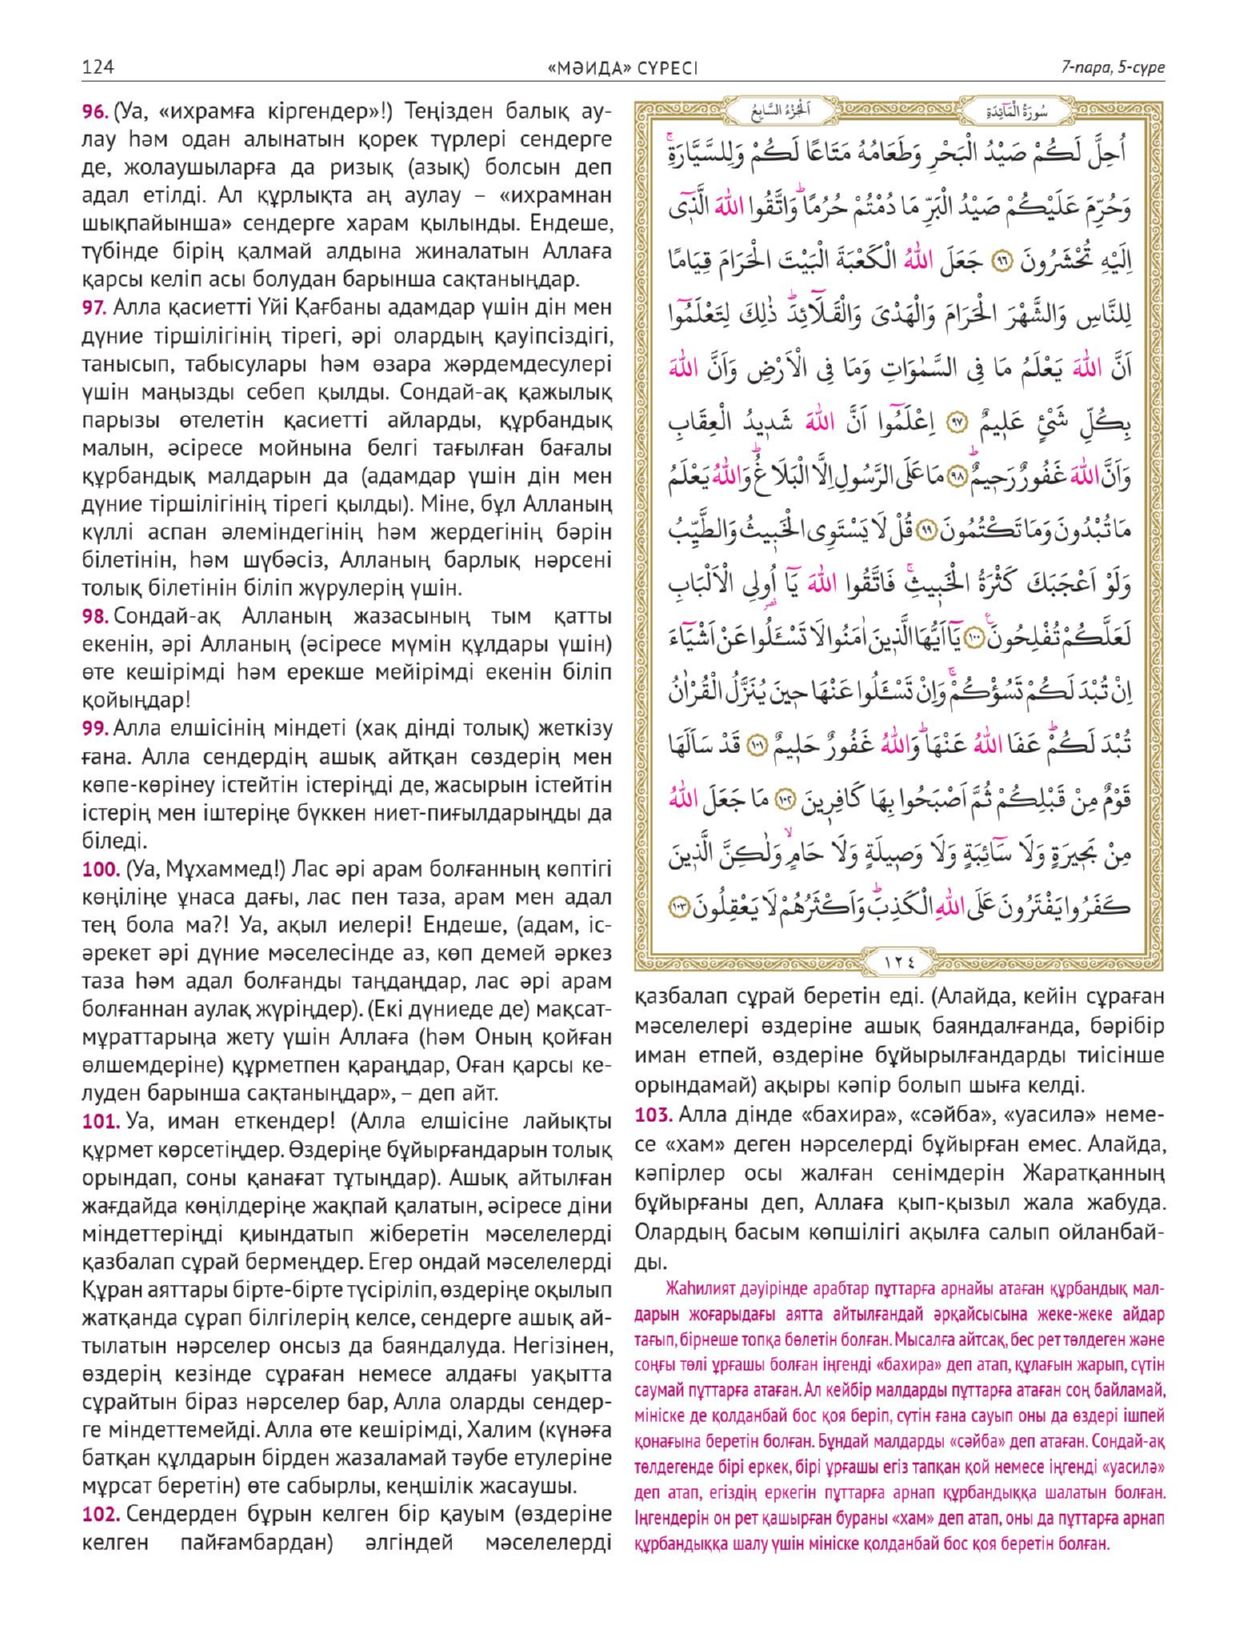 124
«МӘИДА» СҮРЕСІ
7-пара, 5-сүре
96. (Уа, «ихрамға кіргендер»!) Теңізден балық ау-
лау һәм одан алынатын қорек түрлері сендерге
де, жолаушыларға да ризық (азық) болсын деп
адал етілді. Ал құрлықта аң аулау – «ихрамнан
шықпайынша» сендерге харам қылынды. Ендеше,
түбінде бірің қалмай алдына жиналатын Аллаға
қарсы келіп асы болудан барынша сақтаныңдар.
97. Алла қасиетті Үйі Қағбаны адамдар үшін дін мен
дүние тіршілігінің тірегі, әрі олардың қауіпсіздігі,
танысып, табысулары һәм өзара жәрдемдесулері
үшін маңызды себеп қылды. Сондай-ақ қажылық
парызы өтелетін қасиетті айларды, құрбандық
малын, әсіресе мойнына белгі тағылған бағалы
құрбандық малдарын да (адамдар үшін дін мен
дүние тіршілігінің тірегі қылды). Міне, бұл Алланың
күллі аспан әлеміндегінің һәм жердегінің бәрін
білетінін, һәм шүбәсіз, Алланың барлық нәрсені
толық білетінін біліп жүрулерің үшін.
98. Сондай-ақ Алланың жазасының тым қатты
екенін, әрі Алланың (әсіресе мүмін құлдары үшін)
өте кешірімді һәм ерекше мейірімді екенін біліп
қойыңдар!
99. Алла елшісінің міндеті (хақ дінді толық) жеткізу
ғана. Алла сендердің ашық айтқан сөздерің мен
көпе-көрінеу істейтін істеріңді де, жасырын істейтін
істерің мен іштеріңе бүккен ниет-пиғылдарыңды да
біледі.
100. (Уа, Мұхаммед!) Лас әрі арам болғанның көптігі
көңіліңе ұнаса дағы, лас пен таза, арам мен адал
тең бола ма?! Уа, ақыл иелері! Ендеше, (адам, іс-
әрекет әрі дүние мәселесінде аз, көп демей әркез
таза һәм адал болғанды таңдаңдар, лас әрі арам
болғаннан аулақ жүріңдер). (Екі дүниеде де) мақсат-
мұраттарыңа жету үшін Аллаға (һәм Оның қойған
өлшемдеріне) құрметпен қараңдар, Оған қарсы ке-
луден барынша сақтаныңдар», – деп айт.
101. Уа, иман еткендер! (Алла елшісіне лайықты
құрмет көрсетіңдер. Өздеріңе бұйырғандарын толық
орындап, соны қанағат тұтыңдар). Ашық айтылған
жағдайда көңілдеріңе жақпай қалатын, әсіресе діни
міндеттеріңді қиындатып жіберетін мәселелерді
қазбалап сұрай бермеңдер. Егер ондай мәселелерді
Құран аяттары бірте-бірте түсіріліп, өздеріңе оқылып
жатқанда сұрап білгілерің келсе, сендерге ашық ай-
тылатын нәрселер онсыз да баяндалуда. Негізінен,
өздерің кезінде сұраған немесе алдағы уақытта
сұрайтын біраз нәрселер бар, Алла оларды сендер-
ге міндеттемейді. Алла өте кешірімді, Халим (күнәға
батқан құлдарын бірден жазаламай тәубе етулеріне
мұрсат беретін) өте сабырлы, кеңшілік жасаушы.
102. Сендерден бұрын келген бір қауым (өздеріне
келген пайғамбардан) әлгіндей мәселелерді
اَلْجُزْءُ السَّابِعُ
سُورَةُ الْمَائِدَةِ
اُحِلَّ لَكُمْ صَيْدُ الْبَحْرِ وَطَعَامُهُ مَتَاعًا لَكُمْ وَلِلسَّيَّارَةِۚ
وَحُرِّمَ عَلَيْكُمْ صَيْدُ الْبَرِّ مَا دُمْتُمْ حُرُمًاۜ وَاتَّقُوا اللّٰهَ الَّذ۪ٓي
اِلَيْهِ تُحْشَرُونَ ﴿٩٦﴾ جَعَلَ اللّٰهُ الْكَعْبَةَ الْبَيْتَ الْحَرَامَ قِيَامًا
لِلنَّاسِ وَالشَّهْرَ الْحَرَامَ وَالْهَدْيَ وَالْقَلَٓائِدَۜ ذٰلِكَ لِتَعْلَمُٓوا
اَنَّ اللّٰهَ يَعْلَمُ مَا فِى السَّمٰوَاتِ وَمَا فِى الْاَرْضِ وَاَنَّ اللّٰهَ
بِكُلِّ شَىْءٍ عَل۪يمٌ ﴿٩٧﴾ اِعْلَمُٓوا اَنَّ اللّٰهَ شَد۪يدُ الْعِقَابِ
وَاَنَّ اللّٰهَ غَفُورٌ رَح۪يمٌۜ ﴿٩٨﴾ مَا عَلَى الرَّسُولِ اِلَّا الْبَلَاغُۜ وَاللّٰهُ يَعْلَمُ
مَا تُبْدُونَ وَمَا تَكْتُمُونَ ﴿٩٩﴾ قُلْ لَا يَسْتَوِى الْخَب۪يثُ وَالطَّيِّبُ
وَلَوْ اَعْجَبَكَ كَثْرَةُ الْخَب۪يثِۚ فَاتَّقُوا اللّٰهَ يَٓا اُولِى الْاَلْبَابِ
لَعَلَّكُمْ تُفْلِحُونَ۟ ﴿١٠٠﴾ يَٓا اَيُّهَا الَّذ۪ينَ اٰمَنُوا لَا تَسْـَٔلُوا عَنْ اَشْيَٓاءَ
اِنْ تُبْدَ لَكُمْ تَسُؤْكُمْۚ وَاِنْ تَسْـَٔلُوا عَنْهَا ح۪ينَ يُنَزَّلُ الْقُرْاٰنُ
تُبْدَ لَكُمْۜ عَفَا اللّٰهُ عَنْهَاۜ وَاللّٰهُ غَفُورٌ حَل۪يمٌ ﴿١٠١﴾ قَدْ سَاَلَهَا
قَوْمٌ مِنْ قَبْلِكُمْ ثُمَّ اَصْبَحُوا بِهَا كَافِر۪ينَ ﴿١٠٢﴾ مَا جَعَلَ اللّٰهُ
مِنْ بَح۪يرَةٍ وَلَا سَٓائِبَةٍ وَلَا وَص۪يلَةٍ وَلَا حَامٍۙ وَلٰكِنَّ الَّذ۪ينَ
كَفَرُوا يَفْتَرُونَ عَلَى اللّٰهِ الْكَذِبَۜ وَاَكْثَرُهُمْ لَا يَعْقِلُونَ ﴿١٠٣﴾
١٢٤
қазбалап сұрай беретін еді. (Алайда, кейін сұраған
мәселелері өздеріне ашық баяндалғанда, бәрібір
иман етпей, өздеріне бұйырылғандарды тиісінше
орындамай) ақыры кәпір болып шыға келді.
103. Алла дінде «бахира», «сәйба», «уасилә» неме-
се «хам» деген нәрселерді бұйырған емес. Алайда,
кәпірлер осы жалған сенімдерін Жаратқанның
бұйырғаны деп, Аллаға қып-қызыл жала жабуда.
Олардың басым көпшілігі ақылға салып ойланбай-
ды.
Жаһилият дәуірінде арабтар пұттарға арнайы атаған құрбандық мал-
дарын жоғарыдағы аятта айтылғандай әрқайсысына жеке-жеке айдар
тағып, бірнеше топқа бөлетін болған. Мысалға айтсақ, бес рет төлдеген және
соңғы төлі ұрғашы болған інгенді «бахира» деп атап, құлағын жарып, сүтін
саумай пұттарға атаған. Ал кейбір малдарды пұттарға атаған соң байламай,
мініске де қолданбай бос қоя беріп, сүтін ғана сауып оны да өздері ішпей
қонағына беретін болған. Бұндай малдарды «сәйба» деп атаған. Сондай-ақ
төлдегенде бірі еркек, бірі ұрғашы егіз тапқан қой немесе інгенді «уасилә»
деп атап, егіздің еркегін пұттарға арнап құрбандыққа шалатын болған.
Інгендерін он рет қашырған бураны «хам» деп атап, оны да пұттарға арнап
құрбандыққа шалу үшін мініске қолданбай бос қоя беретін болған.